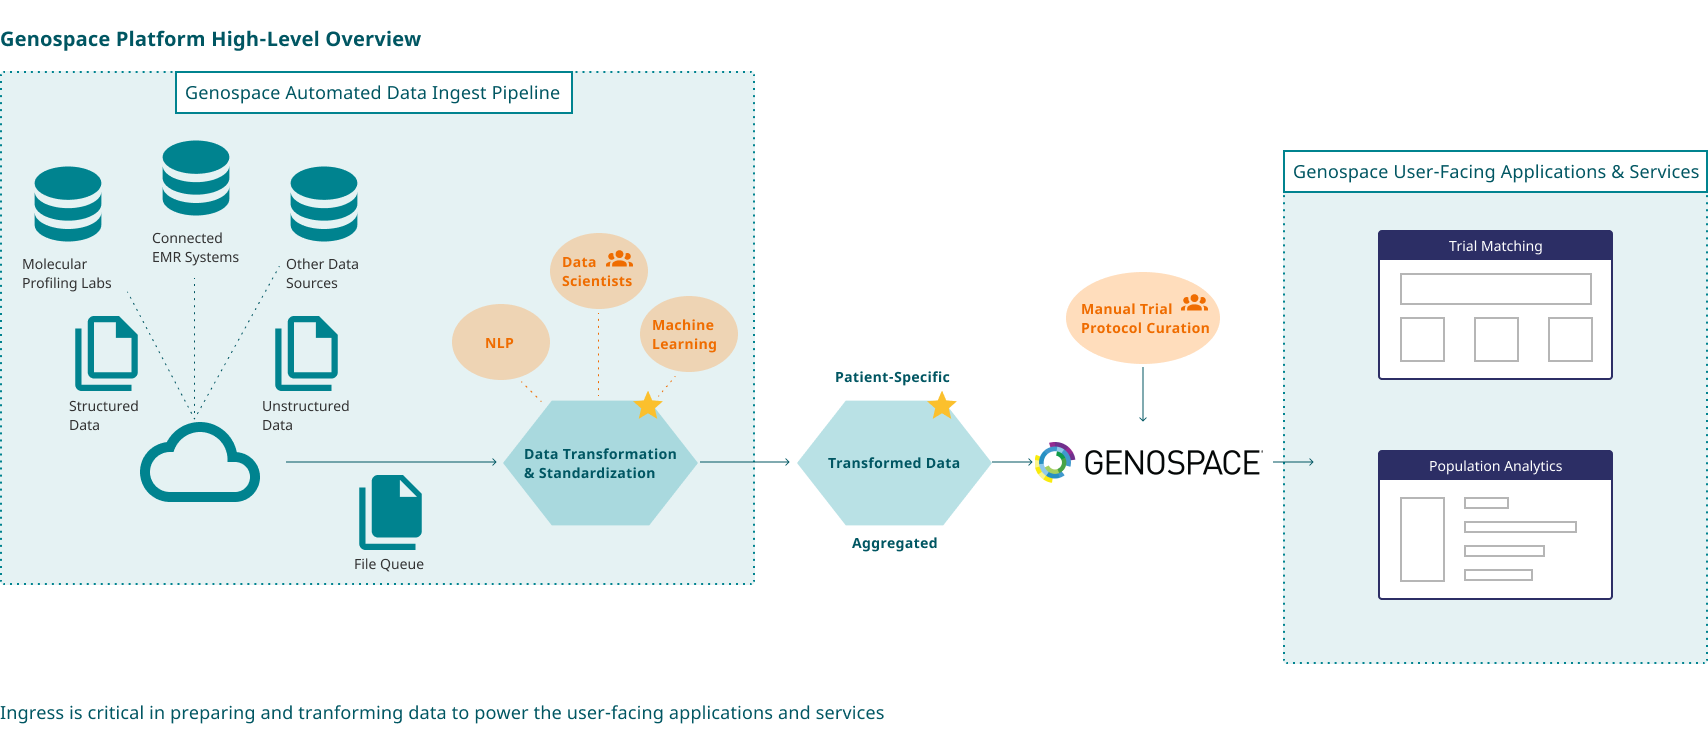 Genospace Platform High-Level Overview
Genospace Automated Data Ingest Pipeline
Molecular
Profiling Labs
Connected
EMR Systems
Other Data
Sources
Structured
Data
Unstructured
Data
File Queue
NLP
Data
Scientists
Machine
Learning
Data Transformation
& Standardization
Patient-Specific
Transformed Data
Aggregated
Manual Trial
Protocol Curation
GENOSPACE
Genospace User-Facing Applications & Services
Trial Matching
Population Analytics
Ingress is critical in preparing and tranforming data to power the user-facing applications and services